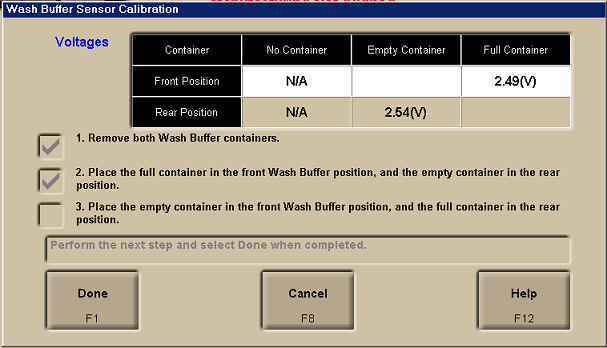 Wash Buffer Sensor Calibration
Voltages
Container No Container Empty Container Full Container
Front Position N/A 2.49(V)
Rear Position N/A 2.54(V)
1. Remove both Wash Buffer containers.
2. Place the full container in the front Wash Buffer position, and the empty container in the rear
position.
3. Place the empty container in the front Wash Buffer position, and the full container in the rear
position.
Perform the next step and select Done when completed.
Done Cancel Help
F1 F8 F12